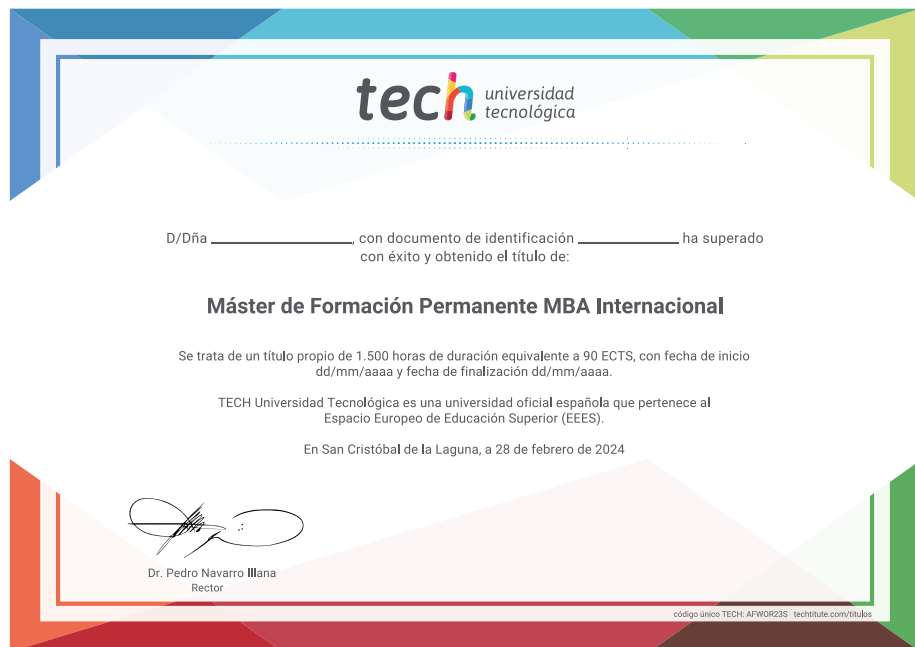 tech universidad
tecnológica
D/Dña ________________, con documento de identificación ____________ ha superado
con éxito y obtenido el título de:
Máster de Formación Permanente MBA Internacional
Se trata de un título propio de 1.500 horas de duración equivalente a 90 ECTS, con fecha de inicio
dd/mm/aaaa y fecha de finalización dd/mm/aaaa.
TECH Universidad Tecnológica es una universidad oficial española que pertenece al
Espacio Europeo de Educación Superior (EEES).
En San Cristóbal de la Laguna, a 28 de febrero de 2024
Dr. Pedro Navarro Illana
Rector
código único TECH: AFWOR23S techtitute.com/titulos